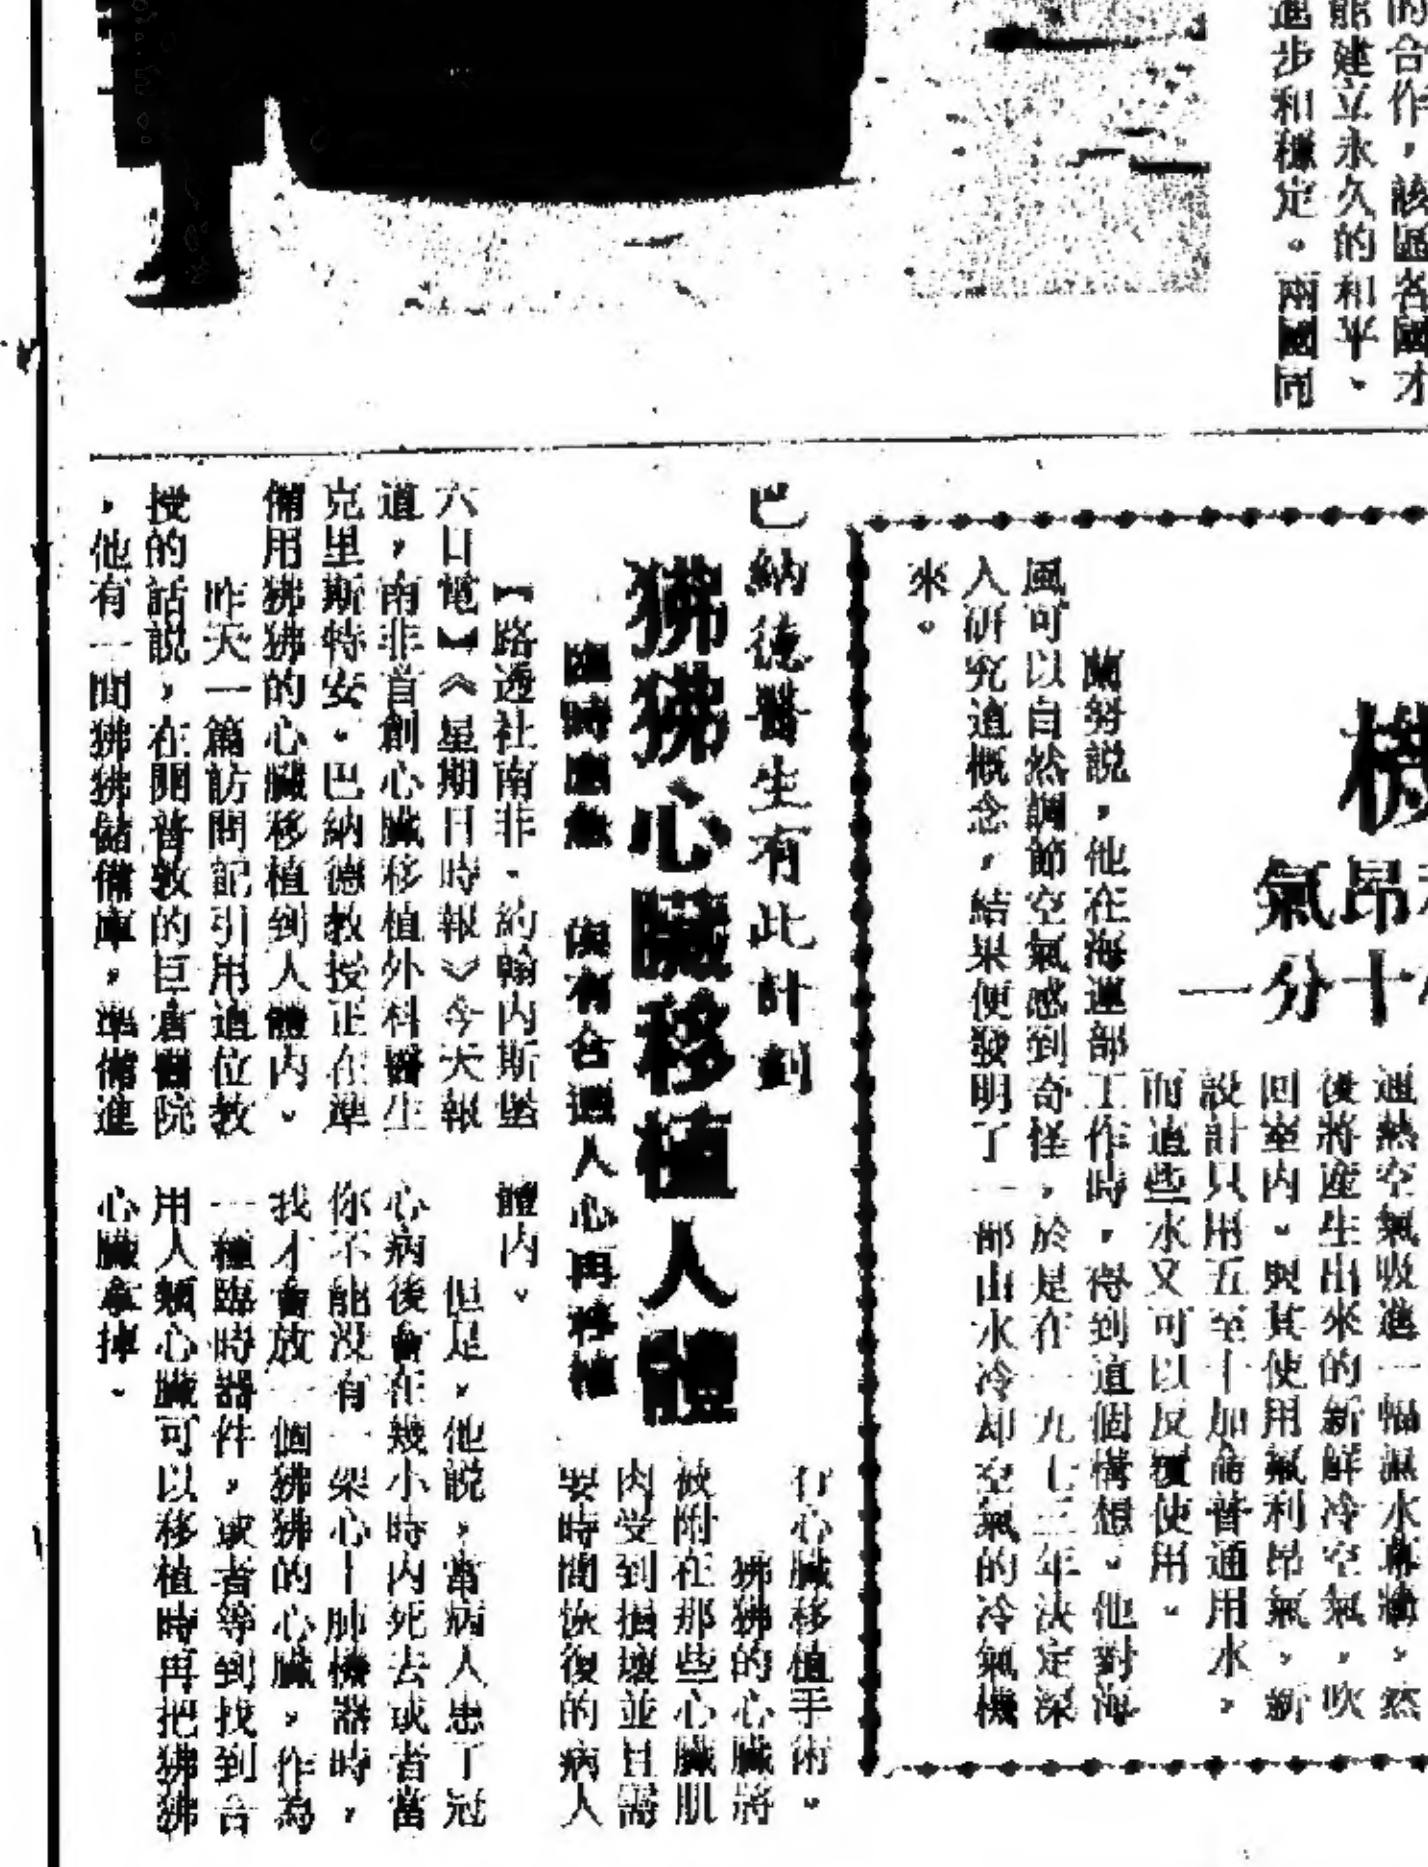 的合作，該區各國才
能建立永久的和平、
進步和穩定。兩國同
機
氣昂
一分十
進熱空氣吸進一幅濕水幕牆，然
後將產生出來的新鮮冷空氣，吹
回室內。與其使用氟利昂氣，新
設計只用五至十加侖普通用水，
而這些水又可以反覆使用。
蘭努説，他在海運部工作時，得到這個構想。他對海
風可以自然調節空氣感到奇怪，於是在一九七三年決定深
入研究這概念，結果便發明了一部由水冷却空氣的冷氣機
來。
巴納德醫生有此計劃
狒狒心臟移植人體
臨時應急 俟有合適人心再移植
【路透社南非·約翰內斯堡
六日電】《星期日時報》今天報
道，南非首創心臟移植外科醫生
克里斯特安·巴納德教授正在準
備用狒狒的心臟移植到人體內。
昨天一篇訪問記引用這位教
授的話説，在開普敦的巨舍醫院
，他有一間狒狒儲備庫，準備進
行心臟移植手術。
狒狒的心臟將
被附在那些心臟肌
肉受到損壞並且需
要時間恢復的病人
體內。
但是，他説，當病人患了冠
心病後會在幾小時內死去或者當
你不能没有一架心—肺機器時，
我才會放一個狒狒的心臟，作為
一種臨時器件，或者等到找到合
用人類心臟可以移植時再把狒狒
心臟拿掉。